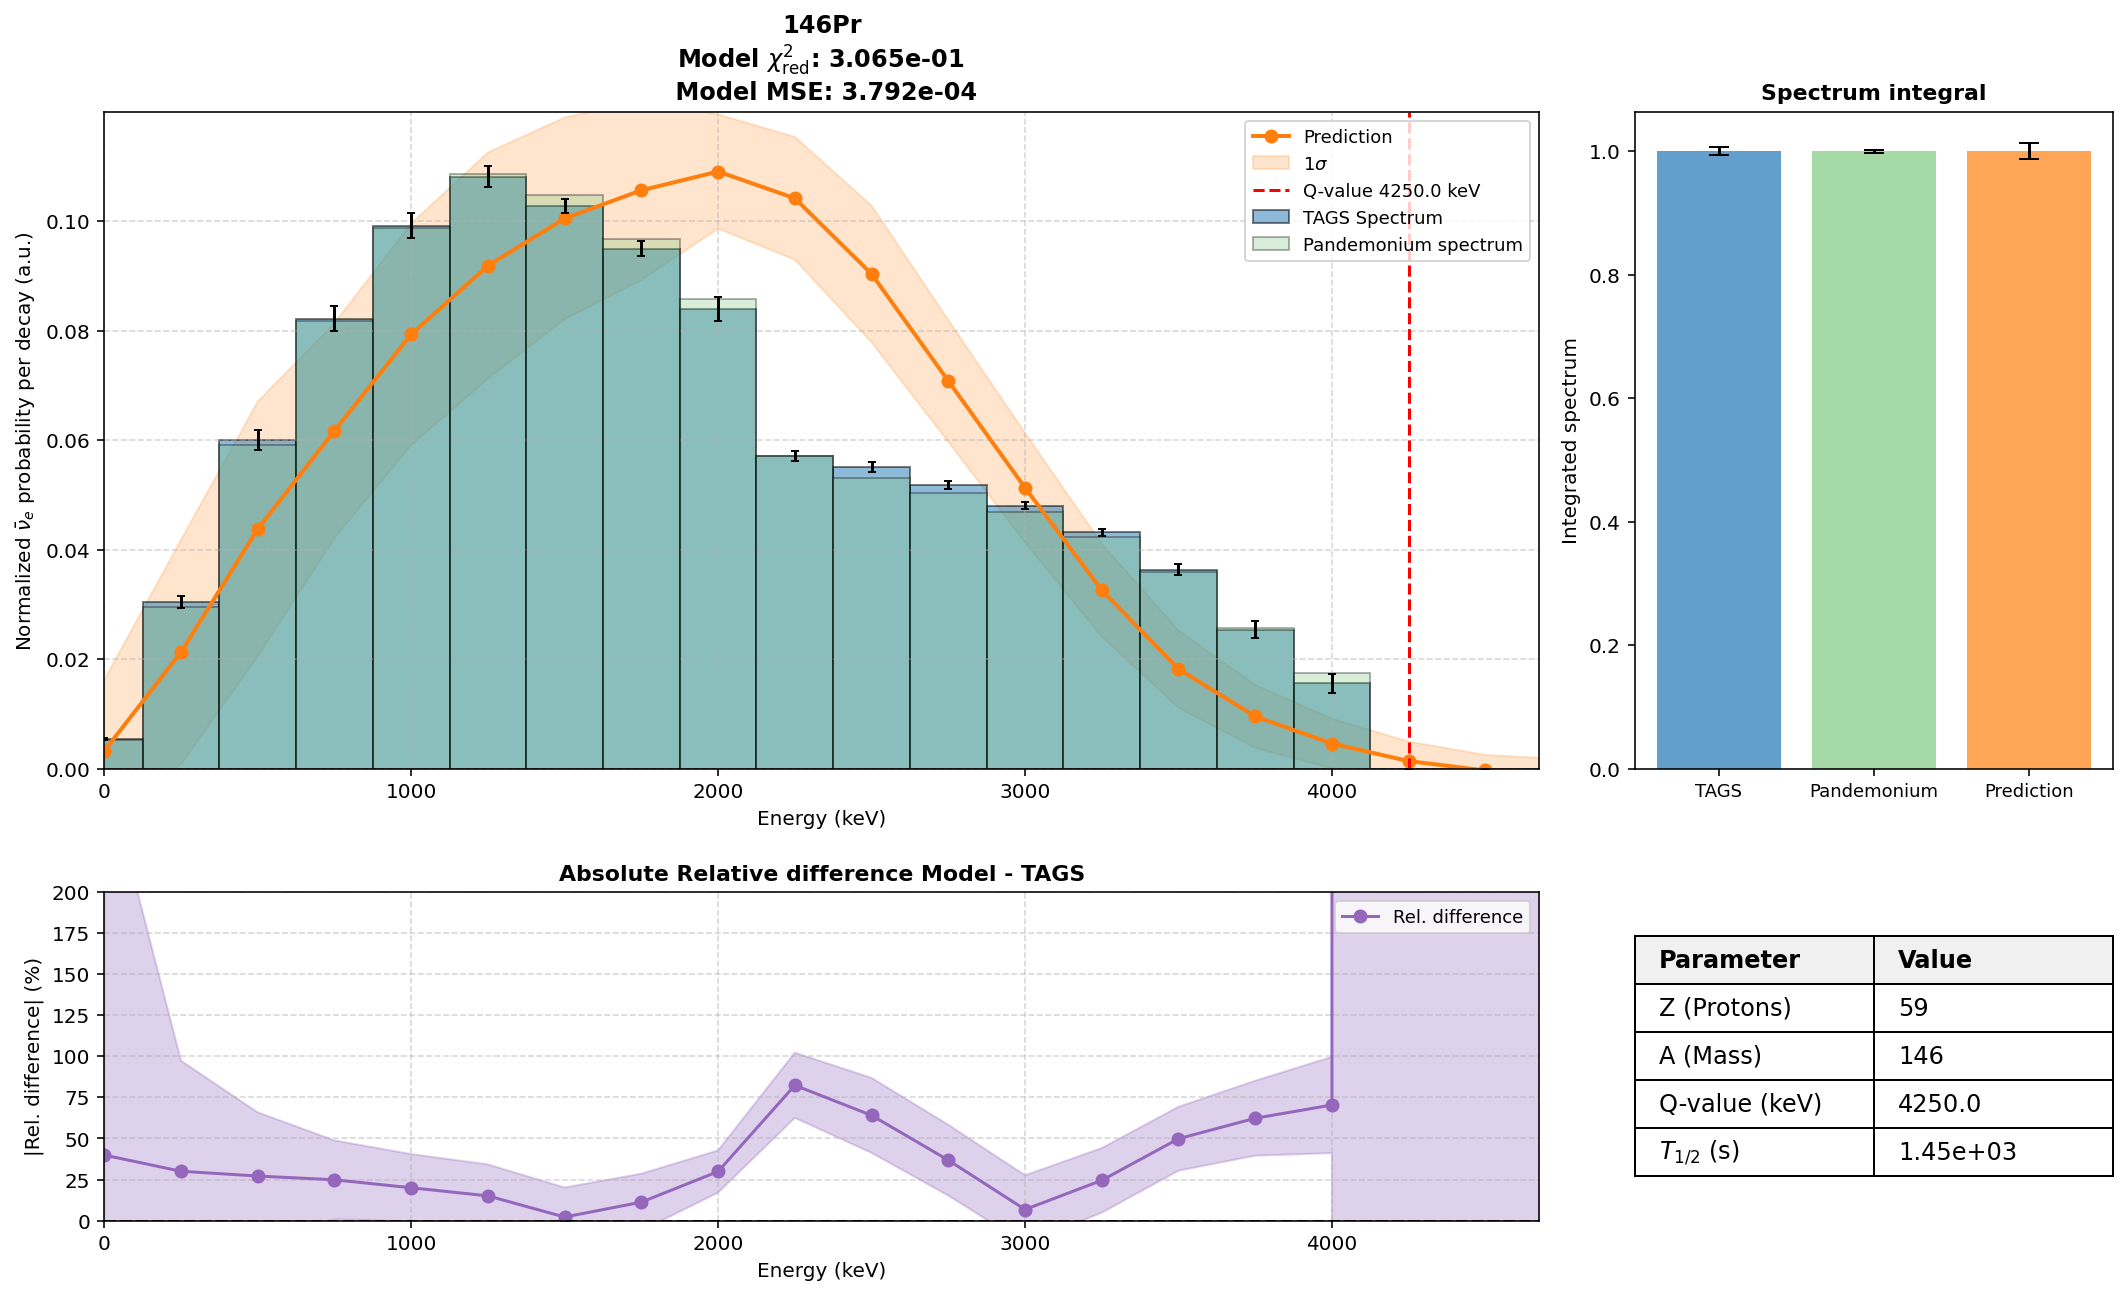 146Pr
Model χ²red: 3.065e-01
Model MSE: 3.792e-04
Normalized ν̄e probability per decay (a.u.)
0.10
0.08
0.06
0.04
0.02
0.00
0 1000 2000 3000 4000
Energy (keV)
Prediction
1σ
Q-value 4250.0 keV
TAGS Spectrum
Pandemonium spectrum
Spectrum integral
Integrated spectrum
1.0
0.8
0.6
0.4
0.2
0.0
TAGS Pandemonium Prediction
Absolute Relative difference Model - TAGS
|Rel. difference| (%)
200
175
150
125
100
75
50
25
0
0 1000 2000 3000 4000
Energy (keV)
Rel. difference
Parameter Value
Z (Protons) 59
A (Mass) 146
Q-value (keV) 4250.0
T1/2 (s) 1.45e+03